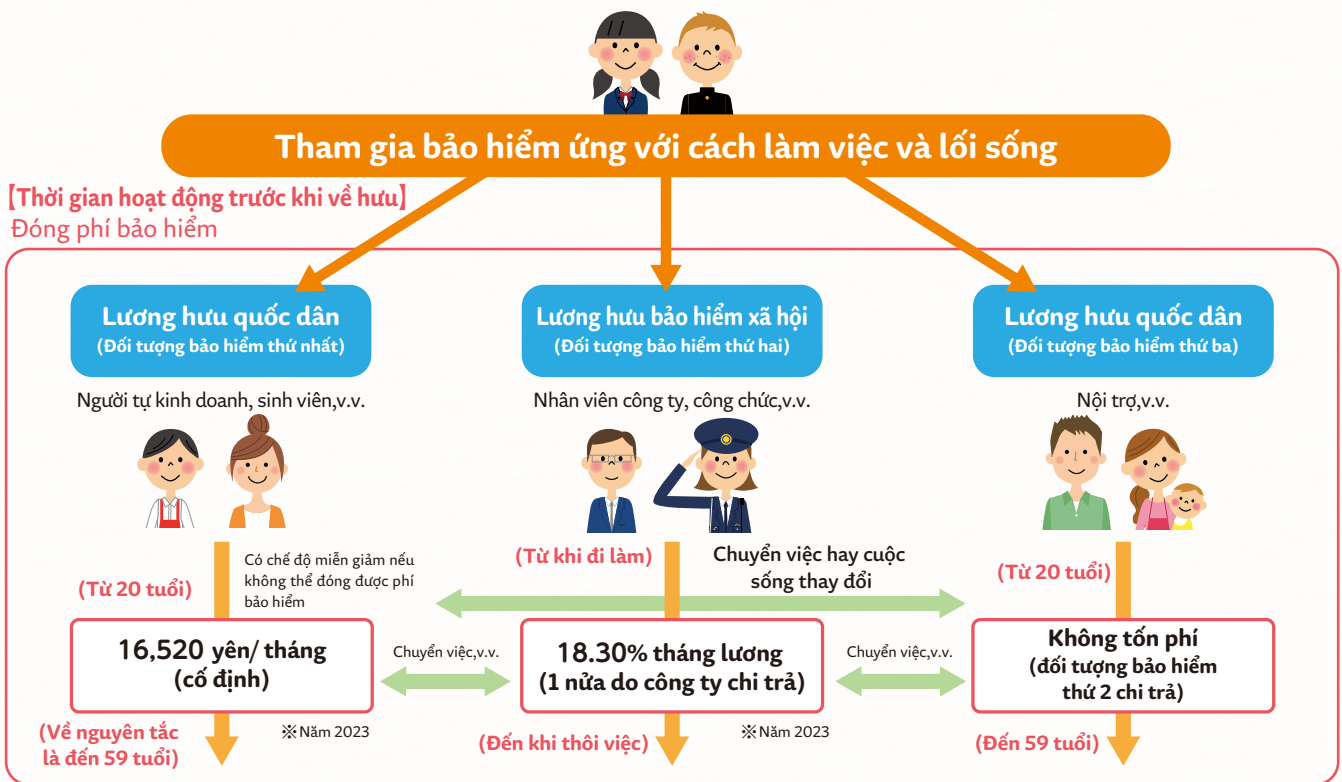 Tham gia bảo hiểm ứng với cách làm việc và lối sống
[Thời gian hoạt động trước khi về hưu]
Đóng phí bảo hiểm
Lương hưu quốc dân
(Đối tượng bảo hiểm thứ nhất)
Người tự kinh doanh, sinh viên,v.v.
(Từ 20 tuổi)
Có chế độ miễn giảm nếu
không thể đóng được phí
bảo hiểm
16,520 yên/ tháng
(cố định)
(Về nguyên tắc
là đến 59 tuổi)
※Năm 2023
Lương hưu bảo hiểm xã hội
(Đối tượng bảo hiểm thứ hai)
Nhân viên công ty, công chức,v.v.
(Từ khi đi làm)
Chuyển việc hay cuộc
sống thay đổi
Chuyển việc,v.v.
18.30% tháng lương
(1 nửa do công ty chi trả)
Chuyển việc,v.v.
(Đến khi thôi việc)
※Năm 2023
Lương hưu quốc dân
(Đối tượng bảo hiểm thứ ba)
Nội trợ,v.v.
(Từ 20 tuổi)
Không tốn phí
(đối tượng bảo hiểm
thứ 2 chi trả)
(Đến 59 tuổi)